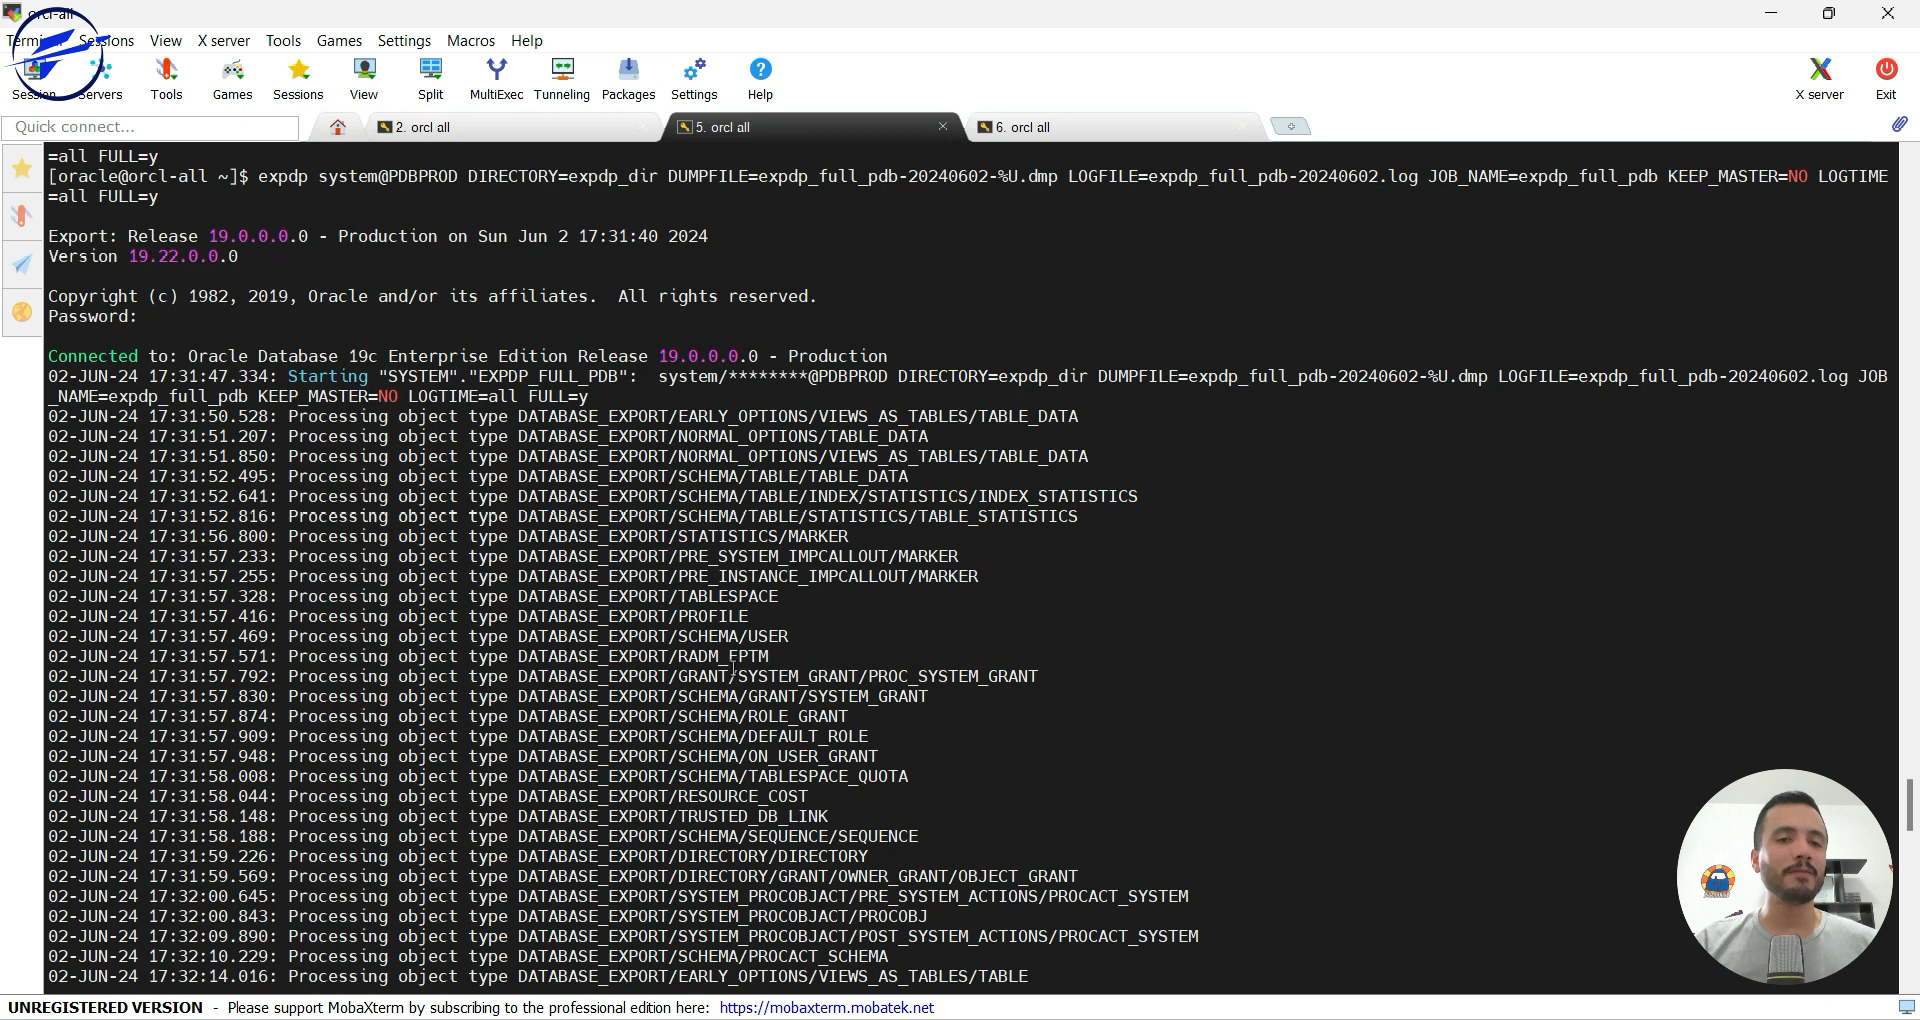 orcl-all
Terminal Sessions View X server Tools Games Settings Macros Help
Session Servers Tools Games Sessions View Split MultiExec Tunneling Packages Settings Help X server Exit
Quick connect... 2. orcl all 5. orcl all 6. orcl all
=all FULL=y
[oracle@orcl-all ~]$ expdp system@PDBPROD DIRECTORY=expdp_dir DUMPFILE=expdp_full_pdb-20240602-%U.dmp LOGFILE=expdp_full_pdb-20240602.log JOB_NAME=expdp_full_pdb KEEP_MASTER=NO LOGTIME
=all FULL=y
Export: Release 19.0.0.0.0 - Production on Sun Jun 2 17:31:40 2024
Version 19.22.0.0.0
Copyright (c) 1982, 2019, Oracle and/or its affiliates.  All rights reserved.
Password:
Connected to: Oracle Database 19c Enterprise Edition Release 19.0.0.0.0 - Production
02-JUN-24 17:31:47.334: Starting "SYSTEM"."EXPDP_FULL_PDB":  system/********@PDBPROD DIRECTORY=expdp_dir DUMPFILE=expdp_full_pdb-20240602-%U.dmp LOGFILE=expdp_full_pdb-20240602.log JOB
_NAME=expdp_full_pdb KEEP_MASTER=NO LOGTIME=all FULL=y
02-JUN-24 17:31:50.528: Processing object type DATABASE_EXPORT/EARLY_OPTIONS/VIEWS_AS_TABLES/TABLE_DATA
02-JUN-24 17:31:51.207: Processing object type DATABASE_EXPORT/NORMAL_OPTIONS/TABLE_DATA
02-JUN-24 17:31:51.850: Processing object type DATABASE_EXPORT/NORMAL_OPTIONS/VIEWS_AS_TABLES/TABLE_DATA
02-JUN-24 17:31:52.495: Processing object type DATABASE_EXPORT/SCHEMA/TABLE/TABLE_DATA
02-JUN-24 17:31:52.641: Processing object type DATABASE_EXPORT/SCHEMA/TABLE/INDEX/STATISTICS/INDEX_STATISTICS
02-JUN-24 17:31:52.816: Processing object type DATABASE_EXPORT/SCHEMA/TABLE/STATISTICS/TABLE_STATISTICS
02-JUN-24 17:31:56.800: Processing object type DATABASE_EXPORT/STATISTICS/MARKER
02-JUN-24 17:31:57.233: Processing object type DATABASE_EXPORT/PRE_SYSTEM_IMPCALLOUT/MARKER
02-JUN-24 17:31:57.255: Processing object type DATABASE_EXPORT/PRE_INSTANCE_IMPCALLOUT/MARKER
02-JUN-24 17:31:57.328: Processing object type DATABASE_EXPORT/TABLESPACE
02-JUN-24 17:31:57.416: Processing object type DATABASE_EXPORT/PROFILE
02-JUN-24 17:31:57.469: Processing object type DATABASE_EXPORT/SCHEMA/USER
02-JUN-24 17:31:57.571: Processing object type DATABASE_EXPORT/RADM_FPTM
02-JUN-24 17:31:57.792: Processing object type DATABASE_EXPORT/GRANT/SYSTEM_GRANT/PROC_SYSTEM_GRANT
02-JUN-24 17:31:57.830: Processing object type DATABASE_EXPORT/SCHEMA/GRANT/SYSTEM_GRANT
02-JUN-24 17:31:57.874: Processing object type DATABASE_EXPORT/SCHEMA/ROLE_GRANT
02-JUN-24 17:31:57.909: Processing object type DATABASE_EXPORT/SCHEMA/DEFAULT_ROLE
02-JUN-24 17:31:57.948: Processing object type DATABASE_EXPORT/SCHEMA/ON_USER_GRANT
02-JUN-24 17:31:58.008: Processing object type DATABASE_EXPORT/SCHEMA/TABLESPACE_QUOTA
02-JUN-24 17:31:58.044: Processing object type DATABASE_EXPORT/RESOURCE_COST
02-JUN-24 17:31:58.148: Processing object type DATABASE_EXPORT/TRUSTED_DB_LINK
02-JUN-24 17:31:58.188: Processing object type DATABASE_EXPORT/SCHEMA/SEQUENCE/SEQUENCE
02-JUN-24 17:31:59.226: Processing object type DATABASE_EXPORT/DIRECTORY/DIRECTORY
02-JUN-24 17:31:59.569: Processing object type DATABASE_EXPORT/DIRECTORY/GRANT/OWNER_GRANT/OBJECT_GRANT
02-JUN-24 17:32:00.645: Processing object type DATABASE_EXPORT/SYSTEM_PROCOBJACT/PRE_SYSTEM_ACTIONS/PROCACT_SYSTEM
02-JUN-24 17:32:00.843: Processing object type DATABASE_EXPORT/SYSTEM_PROCOBJACT/PROCOBJ
02-JUN-24 17:32:09.890: Processing object type DATABASE_EXPORT/SYSTEM_PROCOBJACT/POST_SYSTEM_ACTIONS/PROCACT_SYSTEM
02-JUN-24 17:32:10.229: Processing object type DATABASE_EXPORT/SCHEMA/PROCACT_SCHEMA
02-JUN-24 17:32:14.016: Processing object type DATABASE_EXPORT/EARLY_OPTIONS/VIEWS_AS_TABLES/TABLE
UNREGISTERED VERSION - Please support MobaXterm by subscribing to the professional edition here: https://mobaxterm.mobatek.net